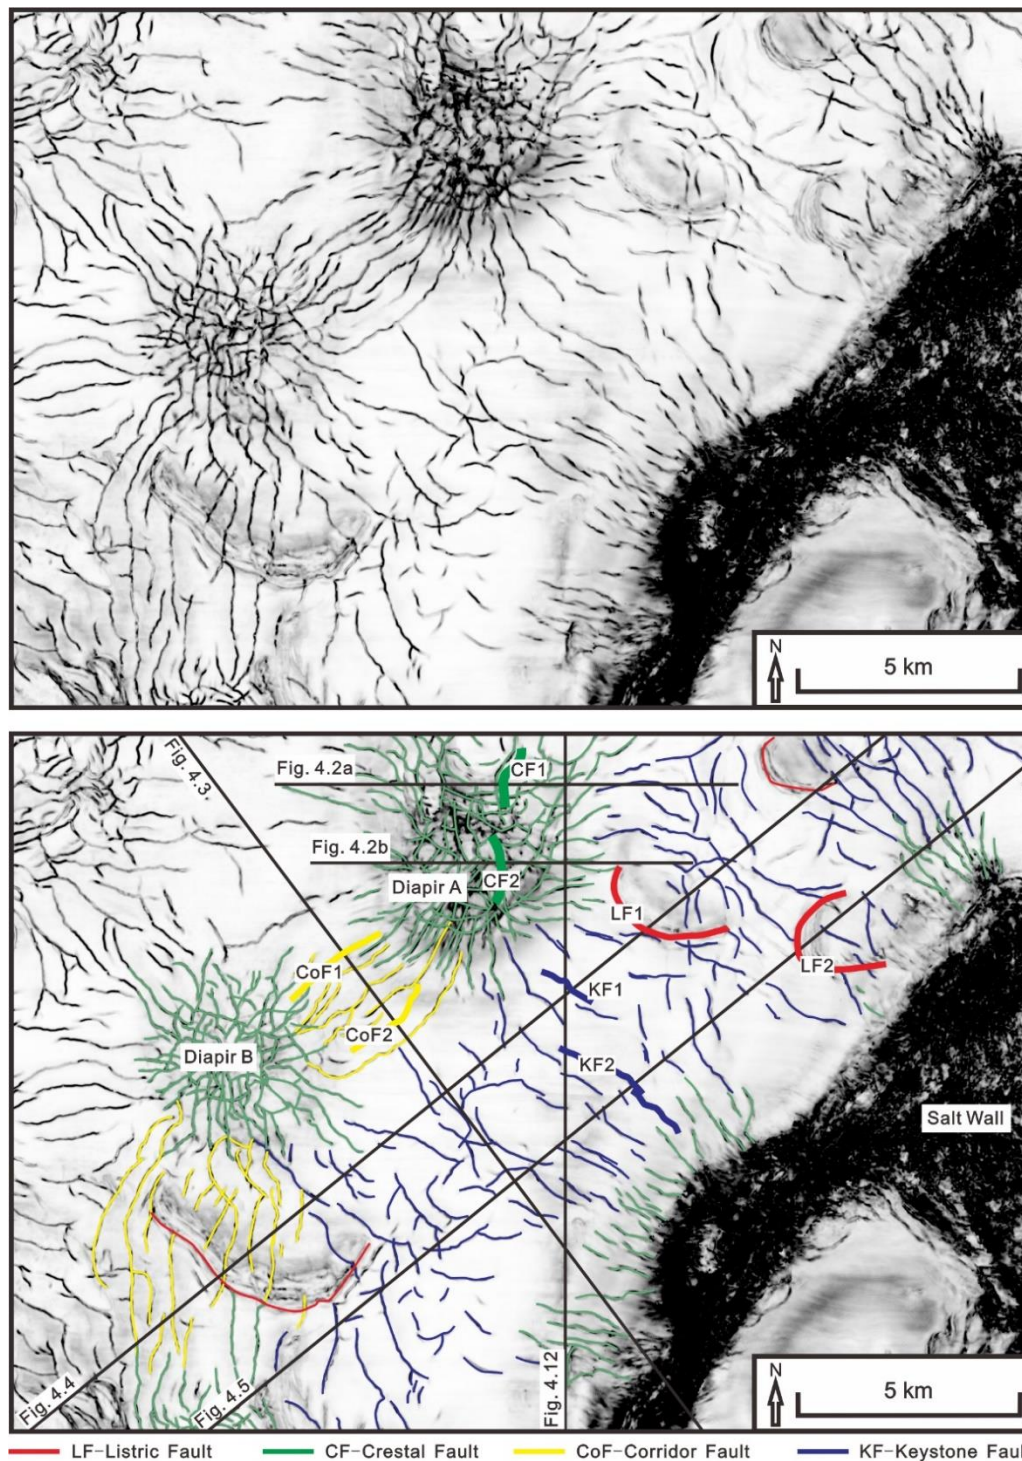 N
5 km
Fig. 4.3.
Fig. 4.2a
CF1
Fig. 4.2b
Diapir A
CF2
LF1
CoF1
LF2
KF1
CoF2
Diapir B
KF2
Salt Wall
Fig. 4.4
Fig. 4.5
Fig. 4.12
N
5 km
LF-Listric Fault CF-Crestal Fault CoF-Corridor Fault KF-Keystone Faul